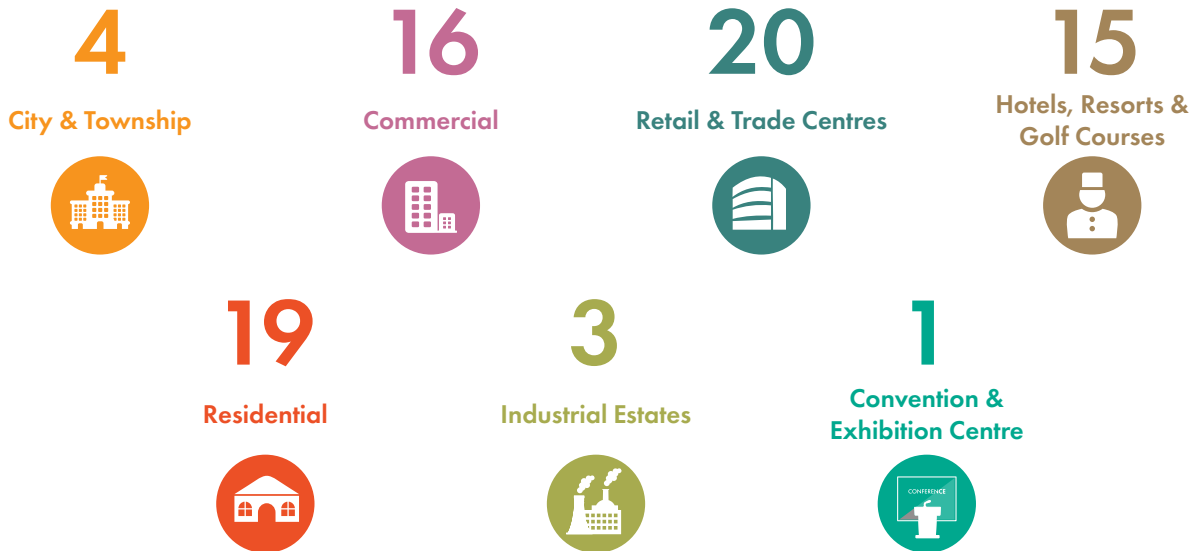 4
City & Township
16
Commercial
20
Retail & Trade Centres
15
Hotels, Resorts &
Golf Courses
19
Residential
3
Industrial Estates
1
Convention &
Exhibition Centre
CONFERENCE